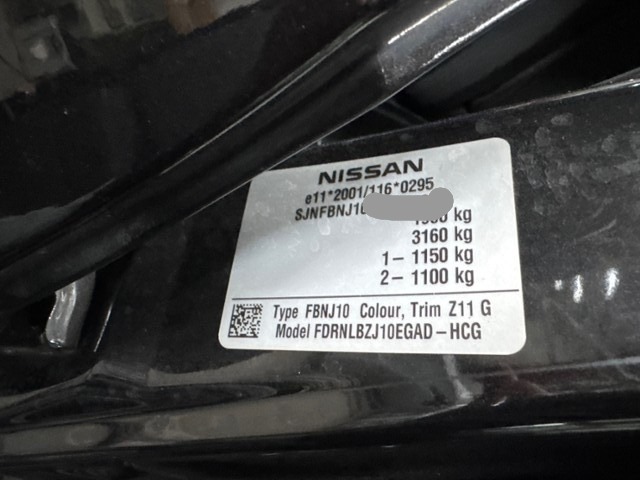 NISSAN
e11*2001/116*0295
SJNFBNJ10
kg
3160 kg
1 – 1150 kg
2 – 1100 kg
Type FBNJ10 Colour, Trim Z11 G
Model FDRNLBZJ10EGAD–HCG